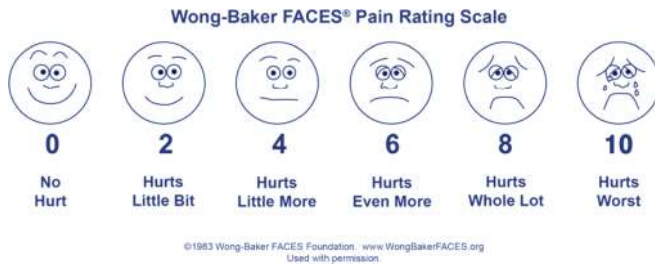 Wong-Baker FACES® Pain Rating Scale
0 2 4 6 8 10
No Hurts Hurts Hurts Hurts Hurts
Hurt Little Bit Little More Even More Whole Lot Worst
©1983 Wong-Baker FACES Foundation. www.WongBakerFACES.org
Used with permission.